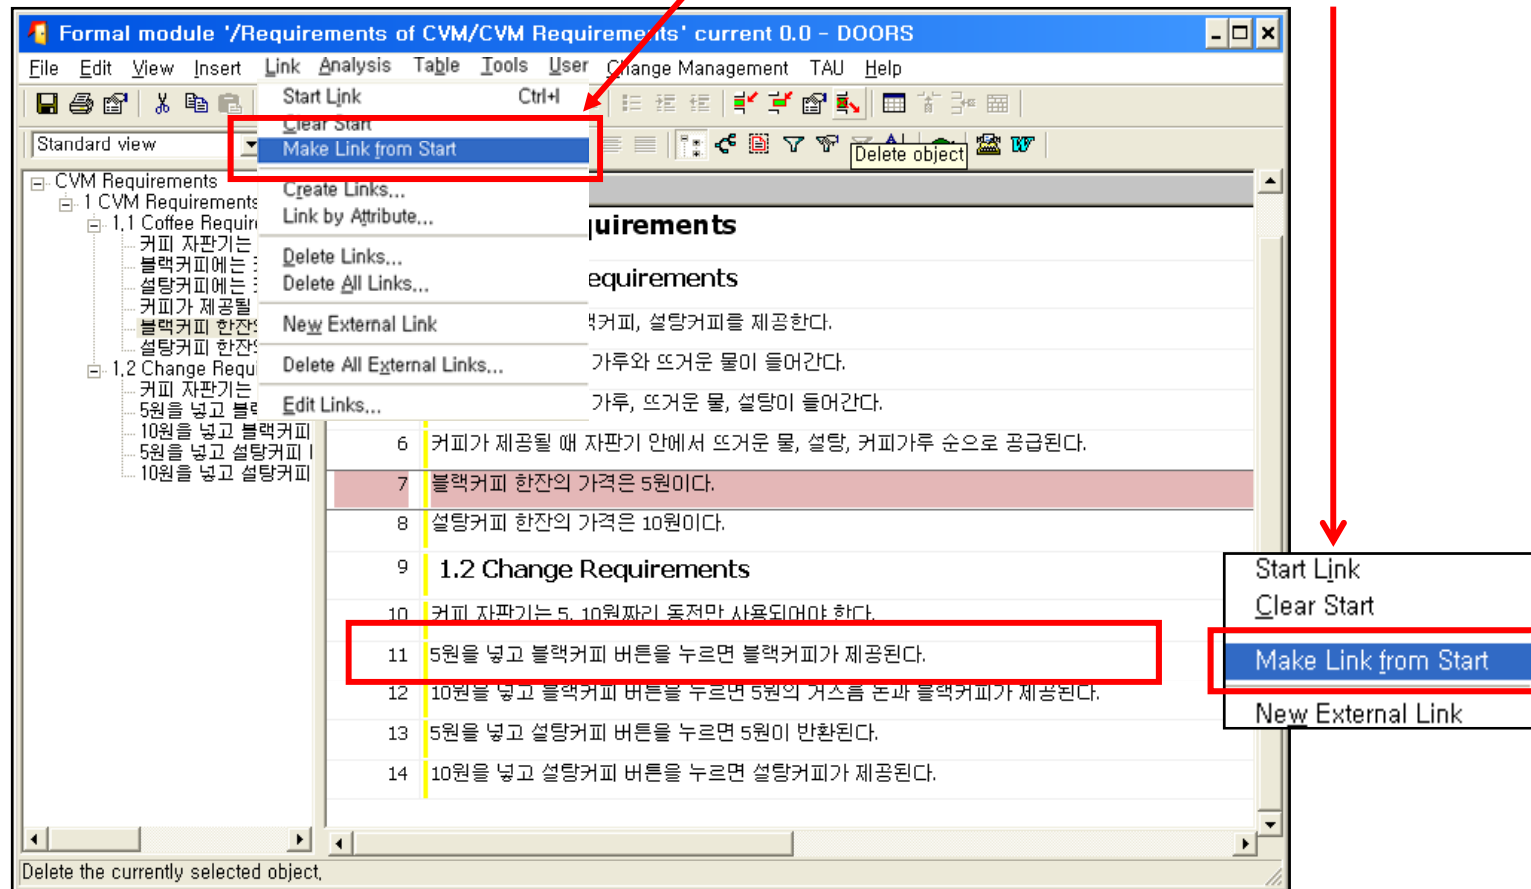 Formal module '/Requirements of CVM/CVM Requirements' current 0.0 - DOORS
File Edit View Insert Link Analysis Table Tools User Change Management TAU Help
Start Link Ctrl+I
Clear Start
Make Link from Start
Create Links...
Link by Attribute...
Delete Links...
Delete All Links...
New External Link
Delete All External Links...
Edit Links...
Standard view
Delete object
CVM Requirements
1 CVM Requirements
1.1 Coffee Requir
커피 자판기는
블랙커피에는
설탕커피에는
커피가 제공될
블랙커피 한잔
설탕커피 한잔
1.2 Change Requi
커피 자판기는
5원을 넣고 블
10원을 넣고 블랙커피
5원을 넣고 설탕커피
10원을 넣고 설탕커피
uirements
equirements
커피, 설탕커피를 제공한다.
가루와 뜨거운 물이 들어간다.
가루, 뜨거운 물, 설탕이 들어간다.
6 커피가 제공될 때 자판기 안에서 뜨거운 물, 설탕, 커피가루 순으로 공급된다.
7 블랙커피 한잔의 가격은 5원이다.
8 설탕커피 한잔의 가격은 10원이다.
9 1.2 Change Requirements
10 커피 자판기는 5, 10원짜리 동전만 사용되어야 한다.
11 5원을 넣고 블랙커피 버튼을 누르면 블랙커피가 제공된다.
12 10원을 넣고 블랙커피 버튼을 누르면 5원의 거스름 돈과 블랙커피가 제공된다.
13 5원을 넣고 설탕커피 버튼을 누르면 5원이 반환된다.
14 10원을 넣고 설탕커피 버튼을 누르면 설탕커피가 제공된다.
Start Link
Clear Start
Make Link from Start
New External Link
Delete the currently selected object.